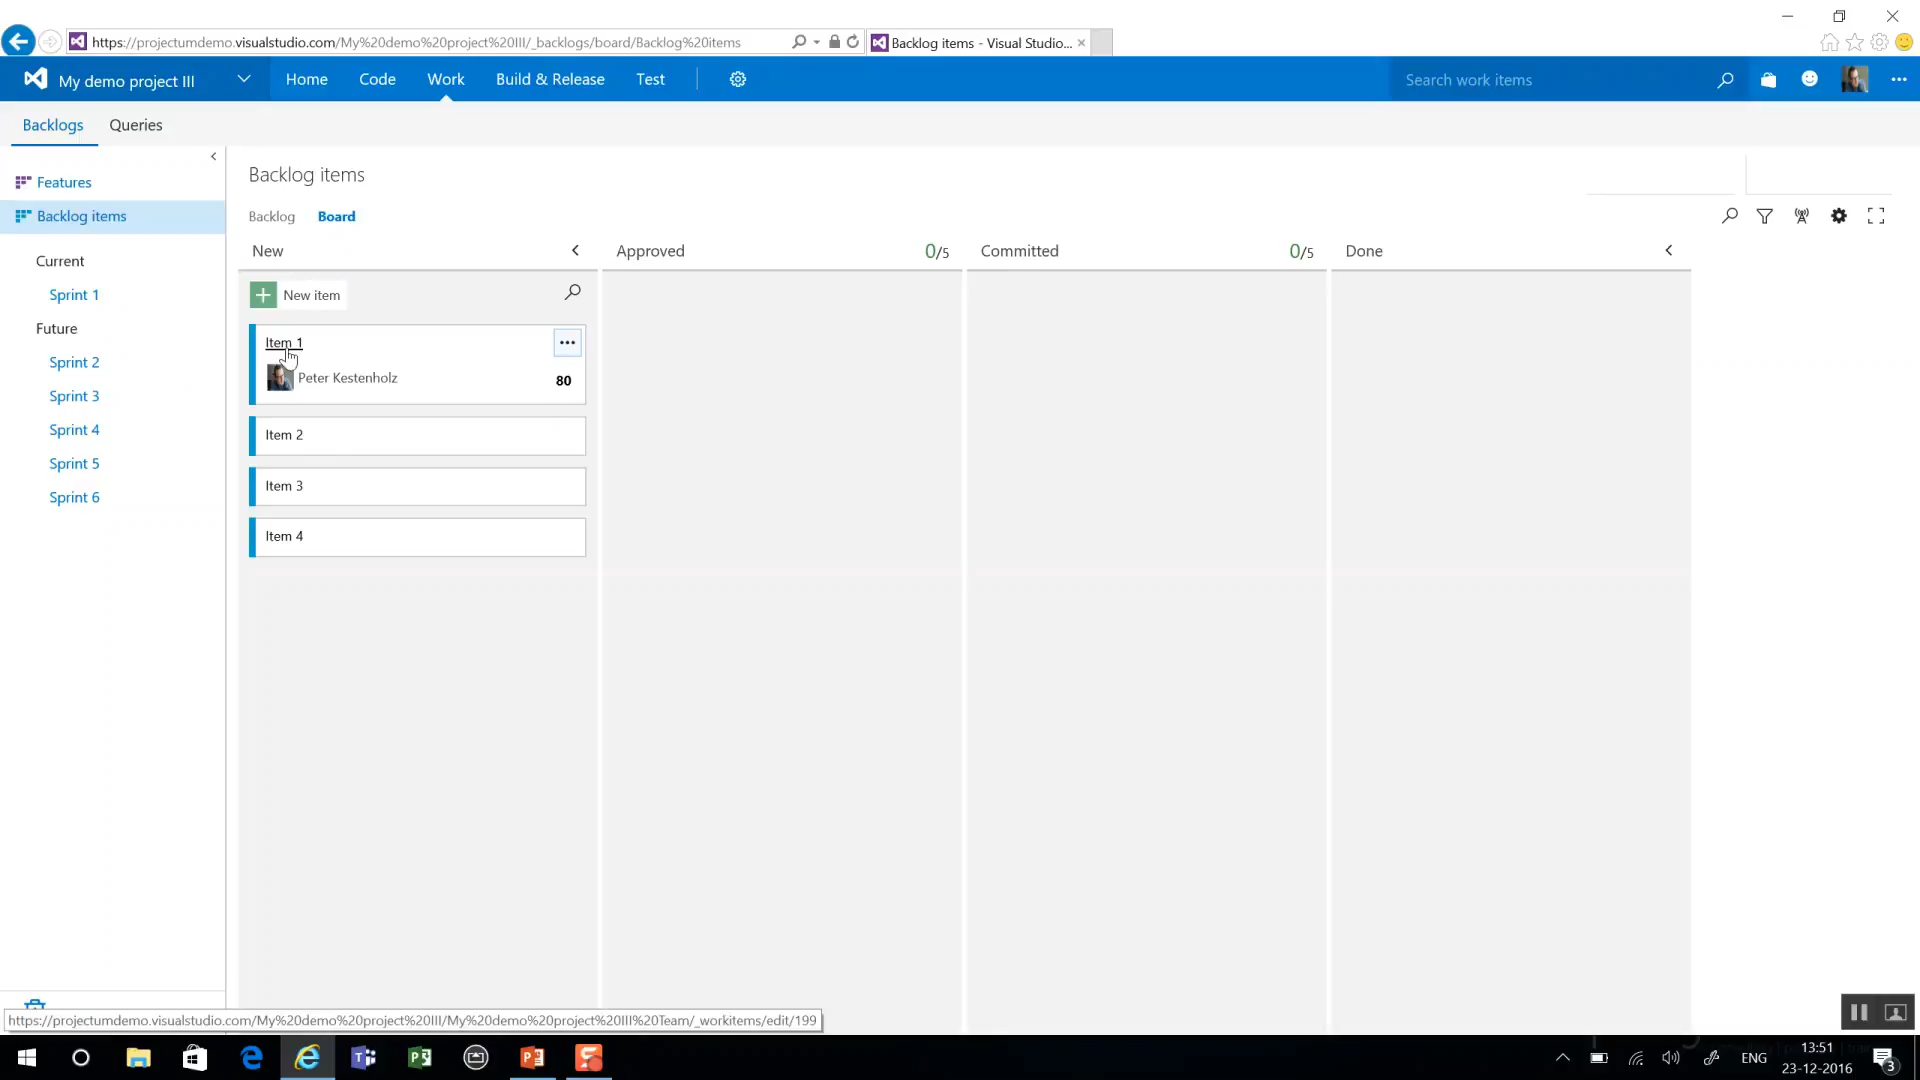 https://projectumdemo.visualstudio.com/My%20demo%20project%20III/_backlogs/board/Backlog%20items
Backlog items - Visual Studio...
My demo project III
Home
Code
Work
Build & Release
Test
Search work items
Backlogs
Queries
Features
Backlog items
Current
Sprint 1
Future
Sprint 2
Sprint 3
Sprint 4
Sprint 5
Sprint 6
Backlog items
Backlog
Board
New
Approved
0/5
Committed
0/5
Done
New item
Item 1
Peter Kestenholz
80
Item 2
Item 3
Item 4
https://projectumdemo.visualstudio.com/My%20demo%20project%20III/My%20demo%20project%20III%20Team/_workitems/edit/199
ENG
13:51
23-12-2016
3